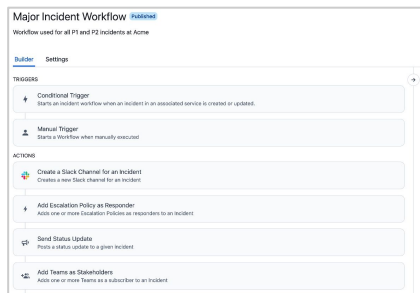 Major Incident Workflow Published
Workflow used for all P1 and P2 incidents at Acme
Builder Settings
TRIGGERS
Conditional Trigger
Starts an incident workflow when an incident in an associated service is created or updated.
Manual Trigger
Starts a Workflow when manually executed
ACTIONS
Create a Slack Channel for an Incident
Creates a new Slack channel for an incident
Add Escalation Policy as Responder
Adds one or more Escalation Policies as responders to an incident
Send Status Update
Posts a status update to a given incident
Add Teams as Stakeholders
Adds one or more Teams as a subscriber to an incident